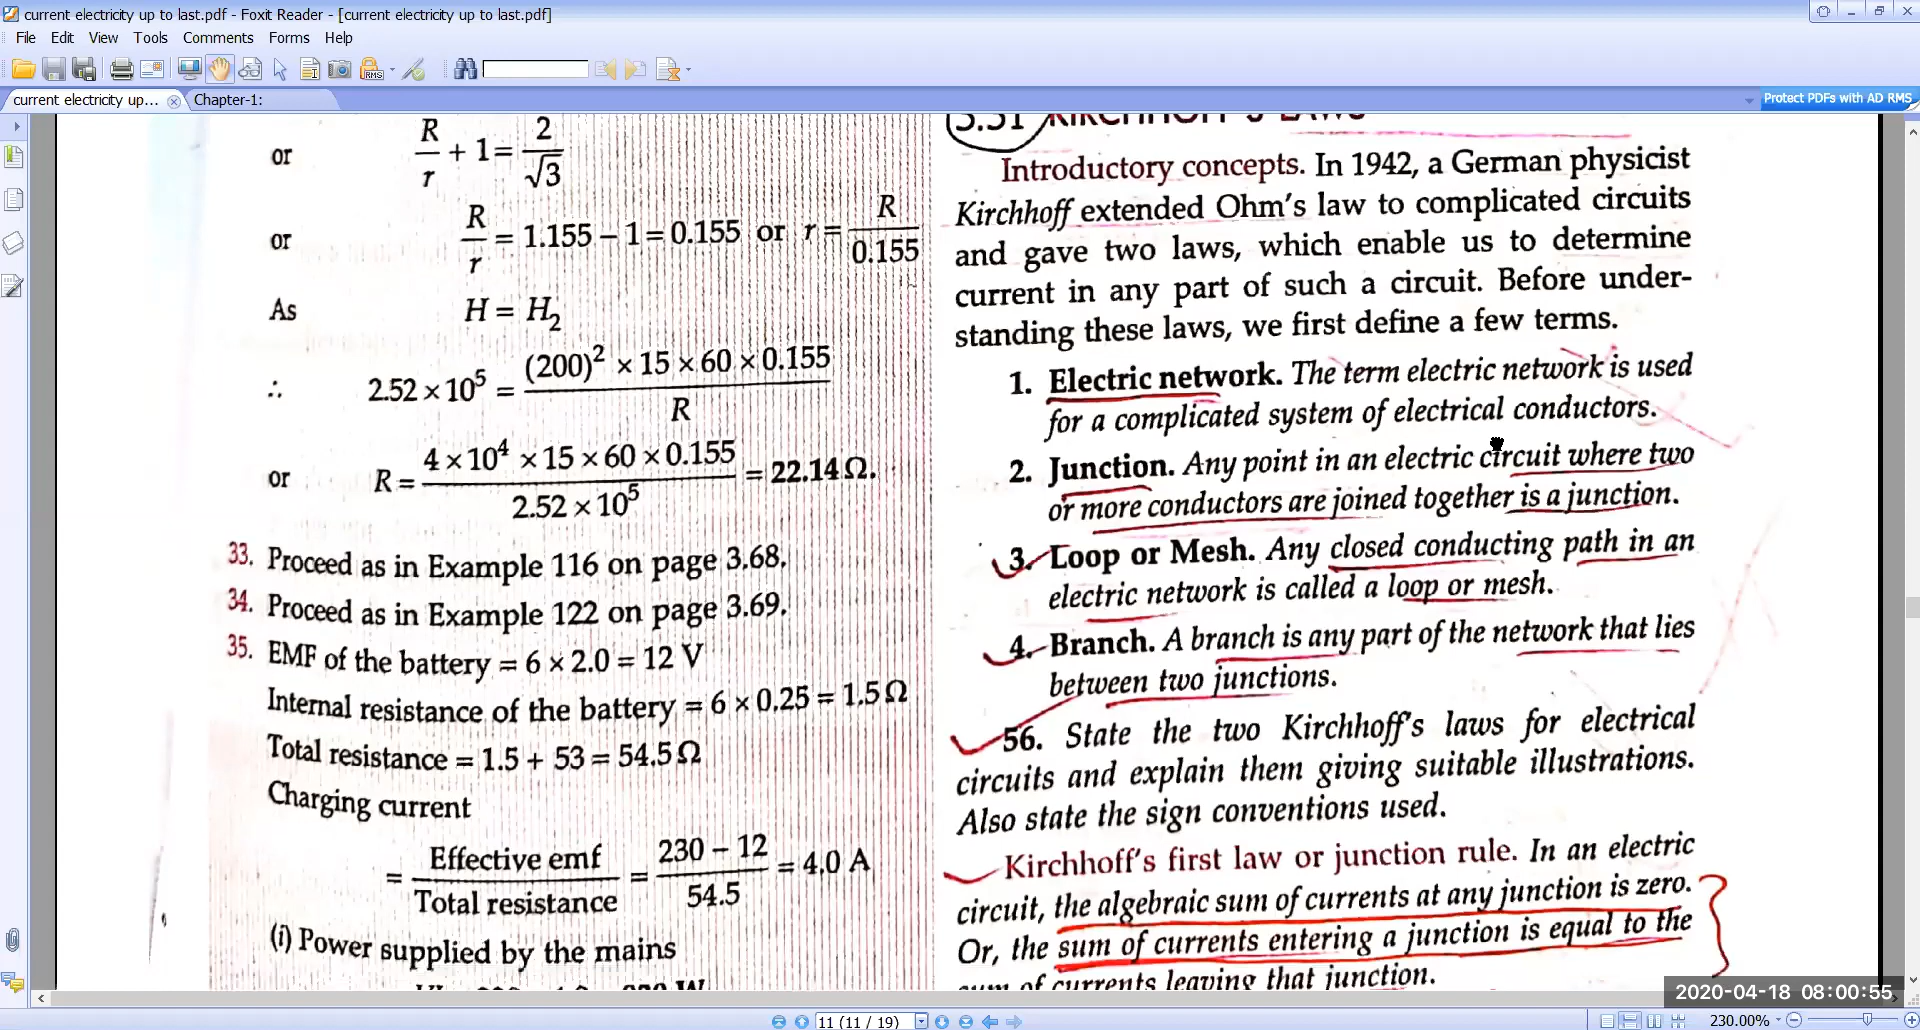 current electricity up to last.pdf - Foxit Reader - [current electricity up to last.pdf]
File Edit View Tools Comments Forms Help
RMS
current electricity up... Chapter-1:
Protect PDFs with AD RMS
or R/r + 1 = 2/√3
or R/r = 1.155 − 1 = 0.155 or r = R/0.155
As H = H₂
∴ 2.52 × 10⁵ = (200)² × 15 × 60 × 0.155 / R
or R = 4 × 10⁴ × 15 × 60 × 0.155 / 2.52 × 10⁵ = 22.14 Ω.
33. Proceed as in Example 116 on page 3.68.
34. Proceed as in Example 122 on page 3.69.
35. EMF of the battery = 6 × 2.0 = 12 V
Internal resistance of the battery = 6 × 0.25 = 1.5 Ω
Total resistance = 1.5 + 53 = 54.5 Ω
Charging current
= Effective emf / Total resistance = 230 − 12 / 54.5 = 4.0 A
(i) Power supplied by the mains
3.31 KIRCHHOFF'S LAWS
Introductory concepts. In 1942, a German physicist
Kirchhoff extended Ohm's law to complicated circuits
and gave two laws, which enable us to determine
current in any part of such a circuit. Before under-
standing these laws, we first define a few terms.
1. Electric network. The term electric network is used
for a complicated system of electrical conductors.
2. Junction. Any point in an electric circuit where two
or more conductors are joined together is a junction.
3. Loop or Mesh. Any closed conducting path in an
electric network is called a loop or mesh.
4. Branch. A branch is any part of the network that lies
between two junctions.
56. State the two Kirchhoff's laws for electrical
circuits and explain them giving suitable illustrations.
Also state the sign conventions used.
Kirchhoff's first law or junction rule. In an electric
circuit, the algebraic sum of currents at any junction is zero.
Or, the sum of currents entering a junction is equal to the
sum of currents leaving that junction.
2020-04-18 08:00:55
11 (11 / 19)
230.00%